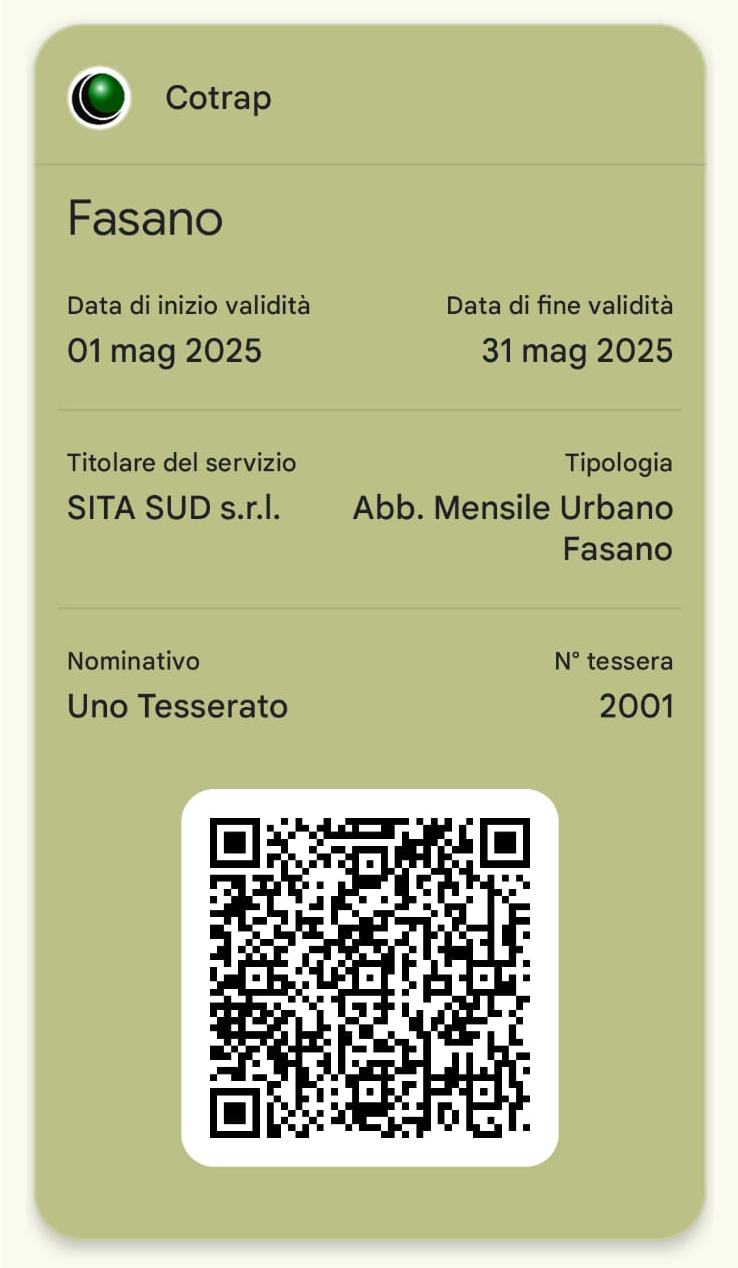 Cotrap
Fasano
Data di inizio validità
Data di fine validità
01 mag 2025
31 mag 2025
Titolare del servizio
Tipologia
SITA SUD s.r.l.
Abb. Mensile Urbano
Fasano
Nominativo
N° tessera
Uno Tesserato
2001